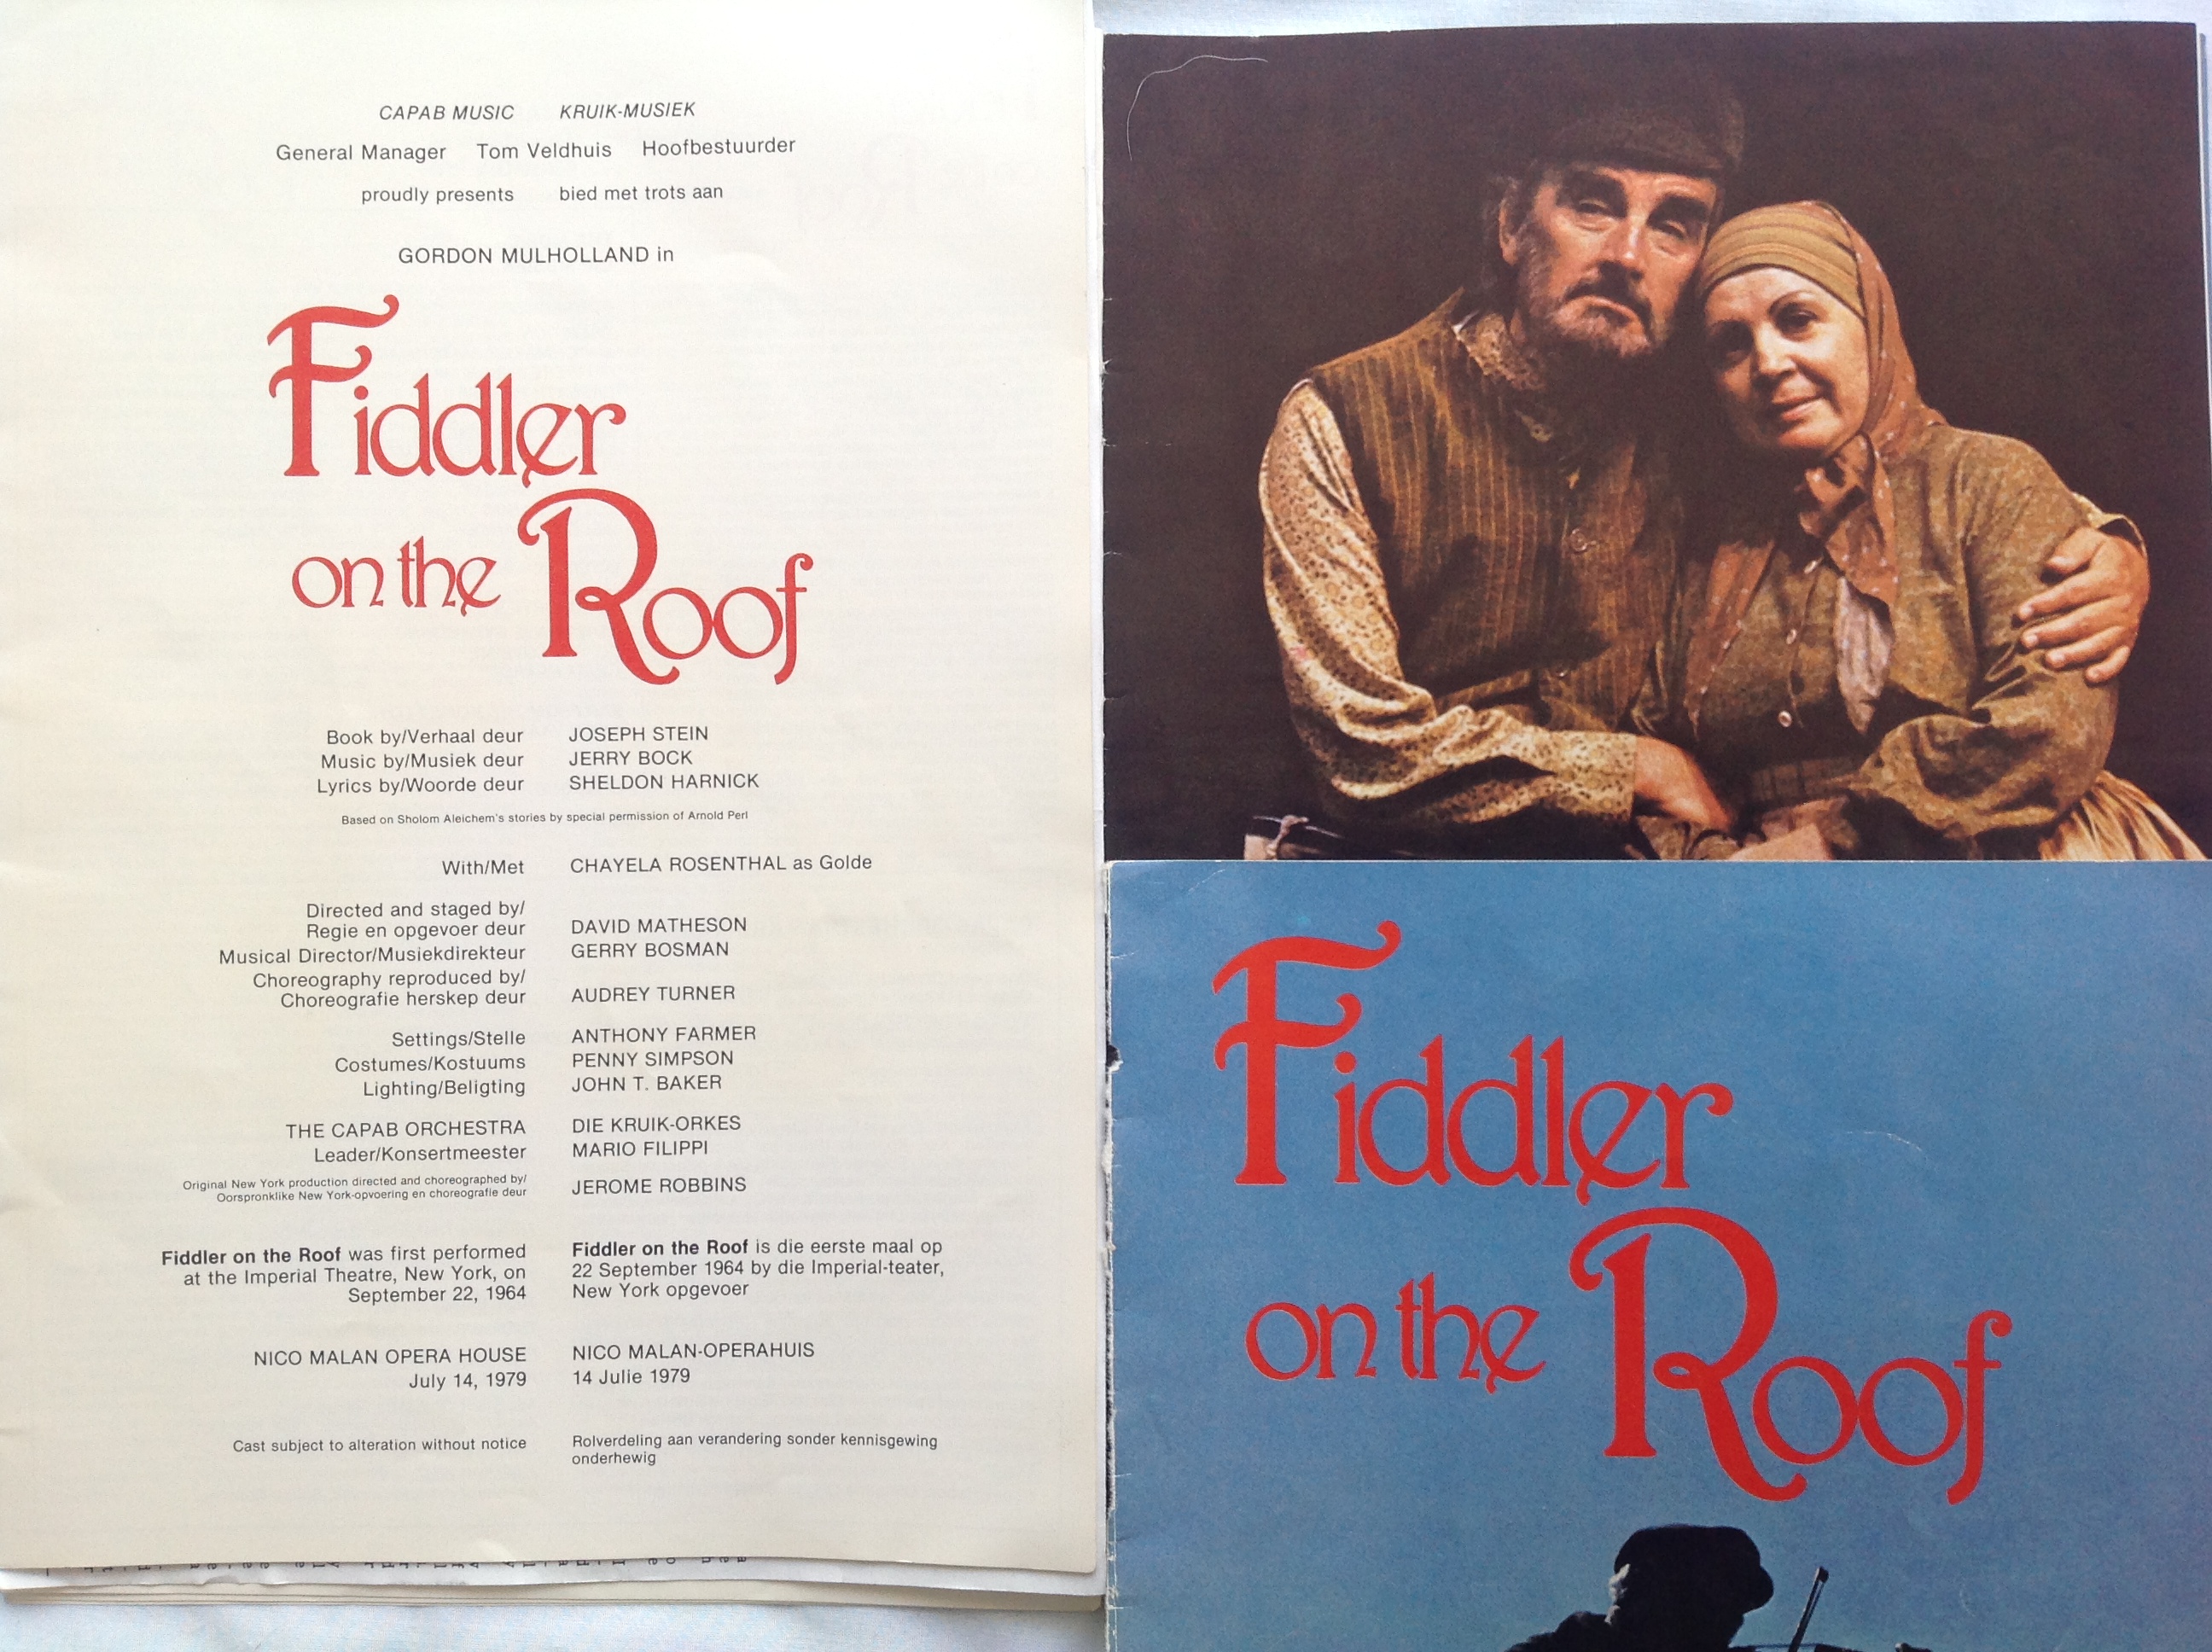 CAPAB MUSIC KRUIK-MUSIEK
General Manager Tom Veldhuis Hoofbestuurder
proudly presents bied met trots aan
GORDON MULHOLLAND in
Fiddler
on the Roof
Book by/Verhaal deur JOSEPH STEIN
Music by/Musiek deur JERRY BOCK
Lyrics by/Woorde deur SHELDON HARNICK
Based on Sholom Aleichem's stories by special permission of Arnold Perl
With/Met CHAYELA ROSENTHAL as Golde
Directed and staged by/
Regie en opgevoer deur DAVID MATHESON
Musical Director/Musiekdirekteur GERRY BOSMAN
Choreography reproduced by/
Choreografie herskep deur AUDREY TURNER
Settings/Stelle ANTHONY FARMER
Costumes/Kostuums PENNY SIMPSON
Lighting/Beligting JOHN T. BAKER
THE CAPAB ORCHESTRA DIE KRUIK-ORKES
Leader/Konsertmeester MARIO FILIPPI
Original New York production directed and choreographed by/
Oorspronklike New York-opvoering en choreografie deur JEROME ROBBINS
Fiddler on the Roof was first performed
at the Imperial Theatre, New York, on
September 22, 1964
Fiddler on the Roof is die eerste maal op
22 September 1964 by die Imperial-teater,
New York opgevoer
NICO MALAN OPERA HOUSE
July 14, 1979
NICO MALAN-OPERAHUIS
14 Julie 1979
Cast subject to alteration without notice
Rolverdeling aan verandering sonder kennisgewing
onderhewig
Fiddler
on the Roof